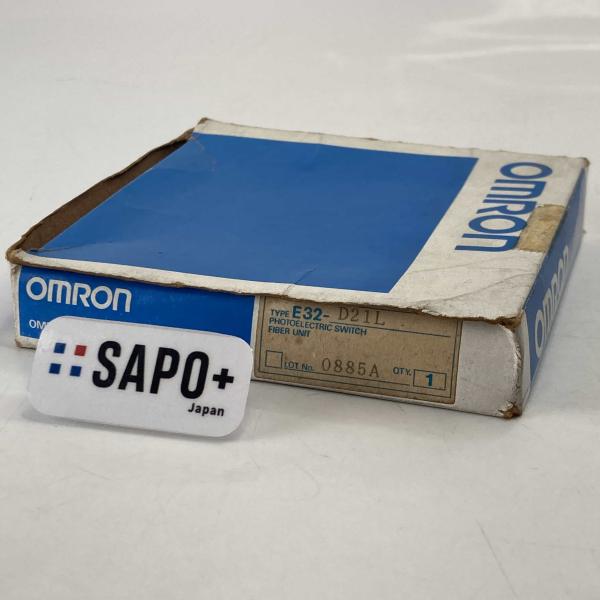 OMRON
OMRON
OMRON
TYPE E32-D21L
PHOTOELECTRIC SWITCH
FIBER UNIT
LOT No. 0885A QTY. 1
SAPO+
Japan